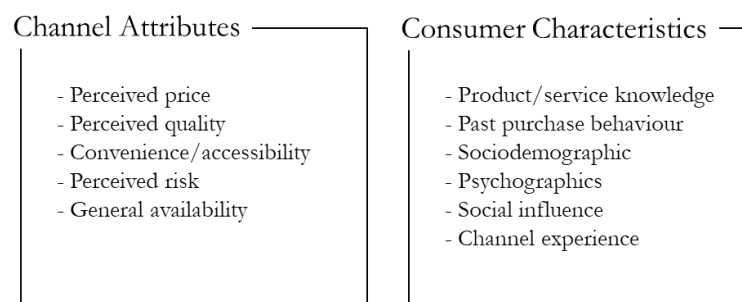 Channel Attributes
- Perceived price
- Perceived quality
- Convenience/accessibility
- Perceived risk
- General availability
Consumer Characteristics
- Product/service knowledge
- Past purchase behaviour
- Sociodemographic
- Psychographics
- Social influence
- Channel experience